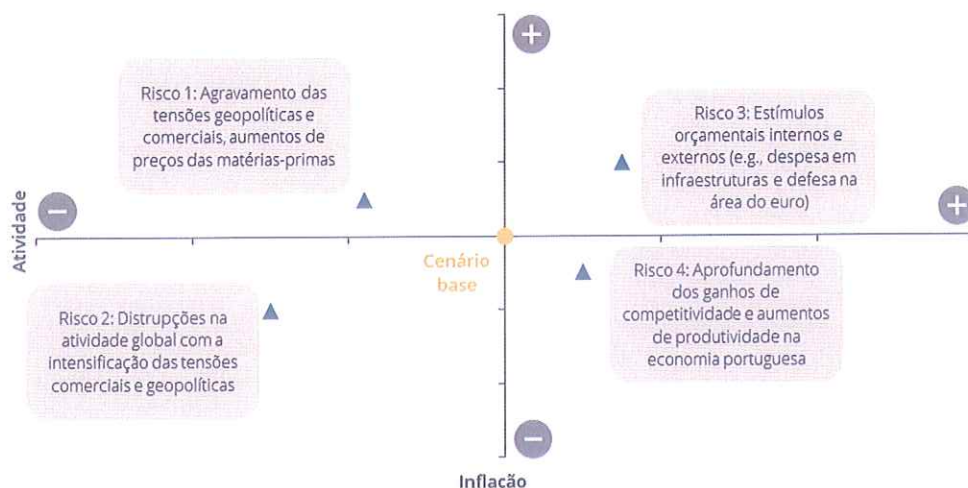 +
Risco 1: Agravamento das
tensões geopolíticas e
comerciais, aumentos de
preços das matérias-primas
Risco 3: Estímulos
orçamentais internos e
externos (e.g., despesa em
infraestruturas e defesa na
área do euro)
Atividade
−
+
Cenário
base
Risco 2: Distrupções na
atividade global com a
intensificação das tensões
comerciais e geopolíticas
Risco 4: Aprofundamento
dos ganhos de
competitividade e aumentos
de produtividade na
economia portuguesa
−
Inflação